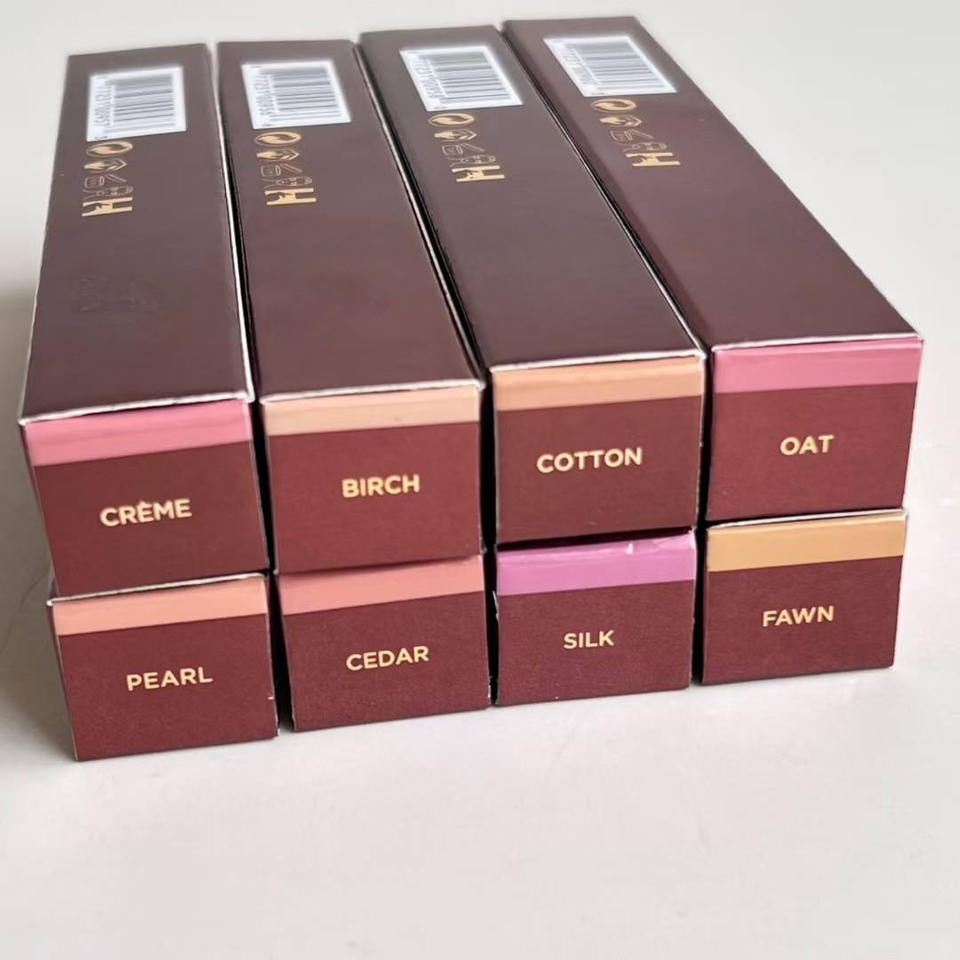 CRÈME
BIRCH
COTTON
OAT
PEARL
CEDAR
SILK
FAWN